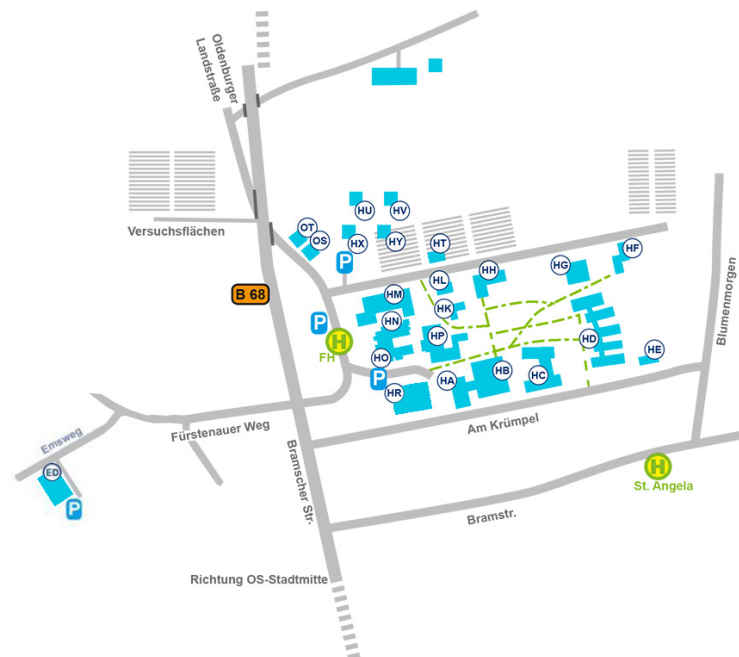 Oldenburger
Landstraße
HU
HV
OT
OS
Versuchsflächen
HX
HY
HT
HF
P
HH
HG
HL
B 68
HM
HK
Blumenmorgen
P
HN
H
FH
HP
HD
HO
HE
P
HR
HA
HB
HC
Emsweg
Fürstenauer Weg
Am Krümpel
Bramscher Str.
ED
H
St. Angela
P
Bramstr.
Richtung OS-Stadtmitte